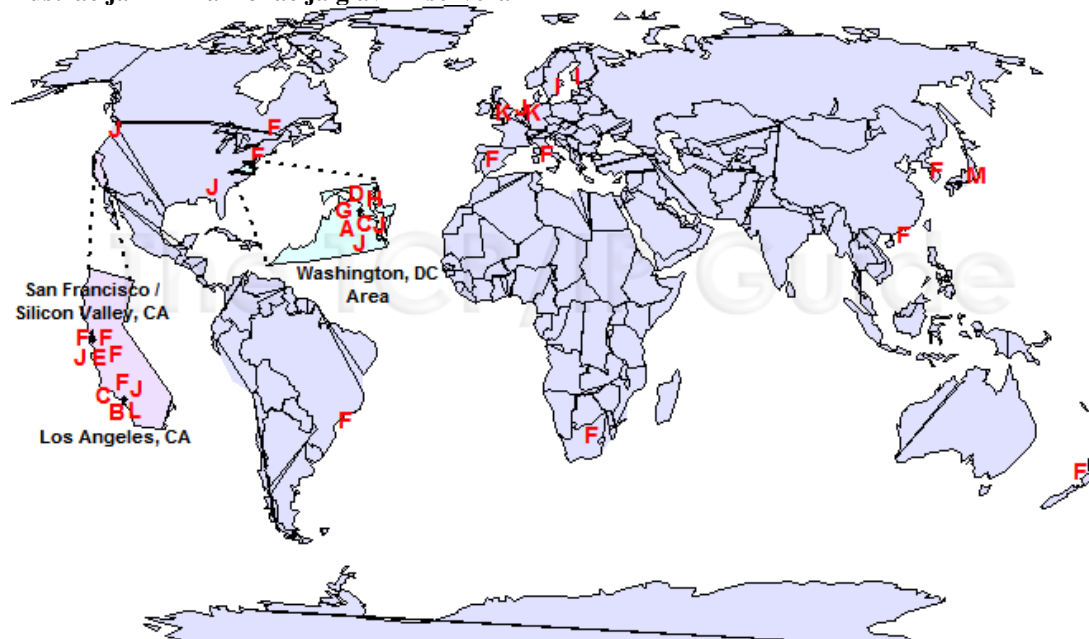 I
I
K K
J F
F F F
F M
J
D H
G
A C J
J
F
The TCP/IP Guide
Washington, DC
Area
San Francisco /
Silicon Valley, CA
F F
J E F
F J
C
B L
F
Los Angeles, CA
F
F